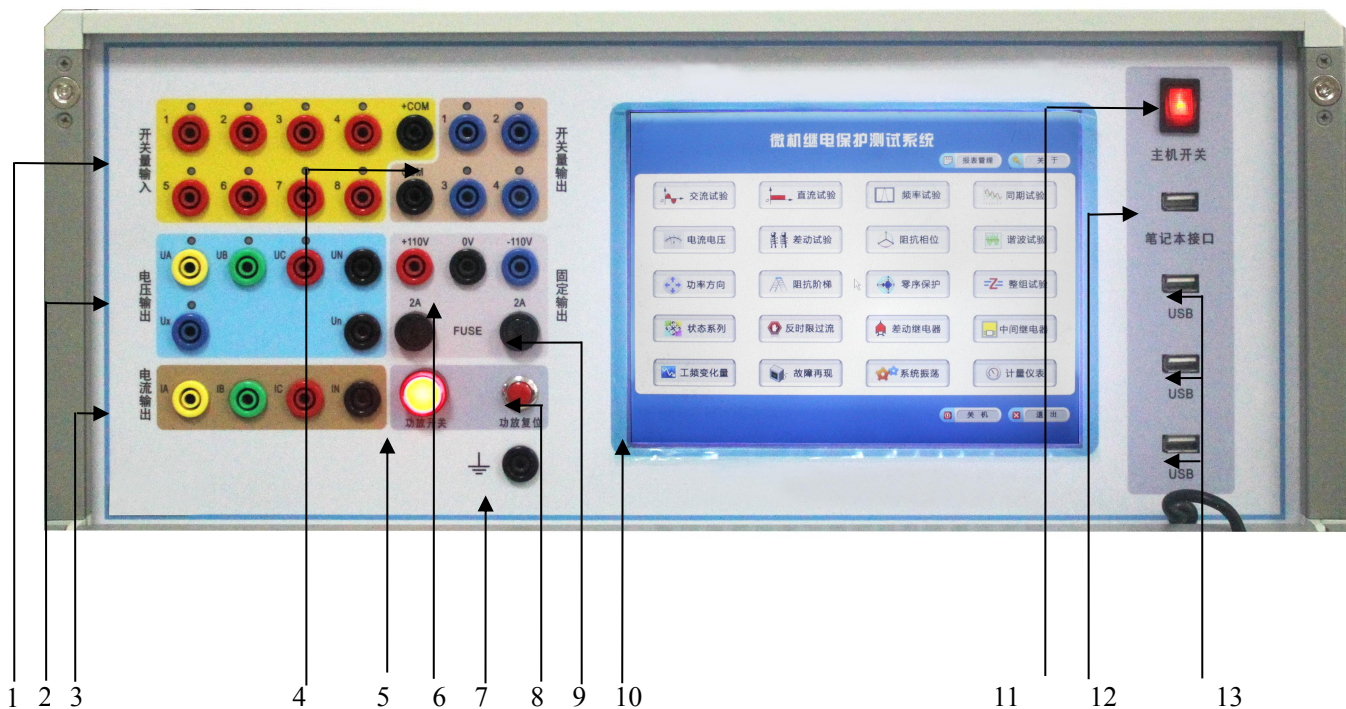 1 2 3 4 +COM 1 2
5 6 7 8 M 3 4
开关量输入
开关量输出
UA UB UC UN
Ux Un
电压输出
+110V 0V -110V
2A FUSE 2A
固定输出
IA IB IC IN
电流输出
功放开关 功放复位
微机继电保护测试系统
报表管理 关 于
交流试验 直流试验 频率试验 同期试验
电流电压 差动试验 阻抗相位 谐波试验
功率方向 阻抗阶梯 零序保护 整组试验
状态系列 反时限过流 差动继电器 中间继电器
工频变化量 故障再现 系统振荡 计量仪表
关 机 退 出
主机开关
笔记本接口
USB
USB
USB
1 2 3 4 5 6 7 8 9 10 11 12 13